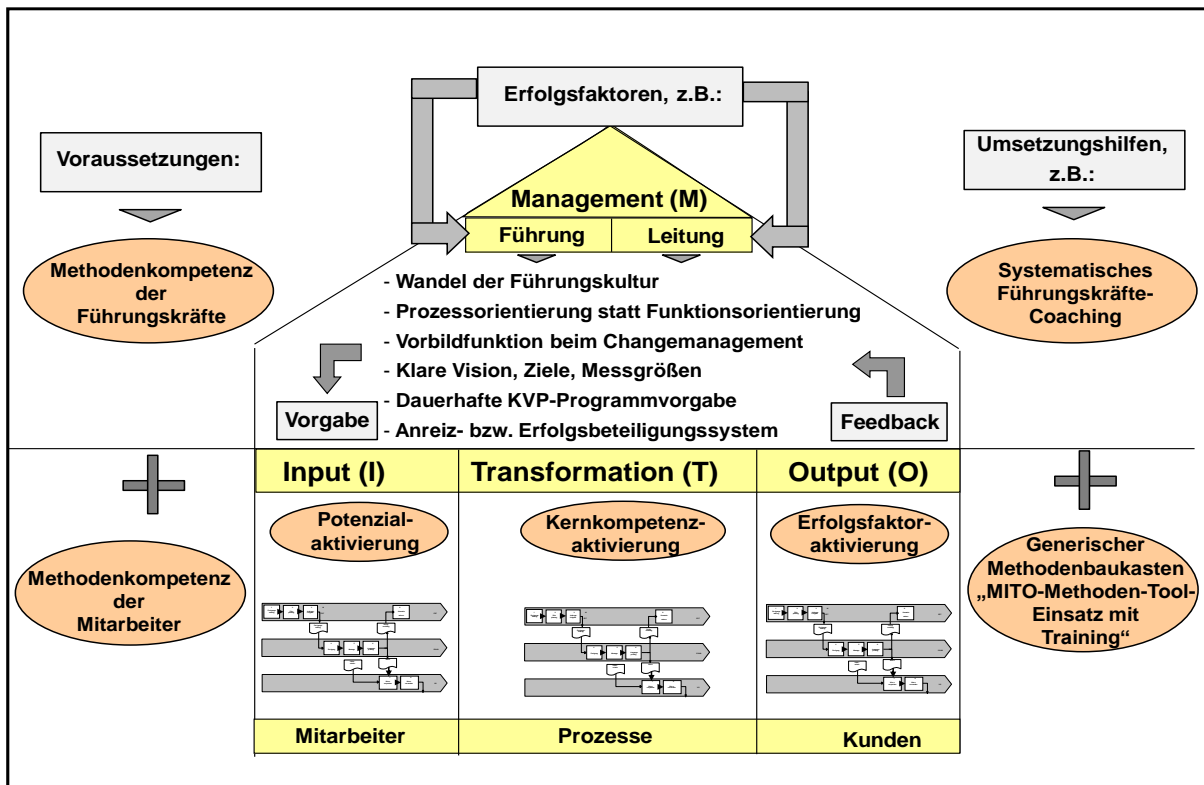 Erfolgsfaktoren, z.B.:
Voraussetzungen:
Umsetzungshilfen,
z.B.:
Management (M)
Führung
Leitung
Methodenkompetenz
der
Führungskräfte
Systematisches
Führungskräfte-
Coaching
- Wandel der Führungskultur
- Prozessorientierung statt Funktionsorientierung
- Vorbildfunktion beim Changemanagement
- Klare Vision, Ziele, Messgrößen
- Dauerhafte KVP-Programmvorgabe
- Anreiz- bzw. Erfolgsbeteiligungssystem
Vorgabe
Feedback
Input (I)
Transformation (T)
Output (O)
Potenzial-
aktivierung
Kernkompetenz-
aktivierung
Erfolgsfaktor-
aktivierung
Methodenkompetenz
der
Mitarbeiter
Generischer
Methodenbaukasten
„MITO-Methoden-Tool-
Einsatz mit
Training“
Mitarbeiter
Prozesse
Kunden